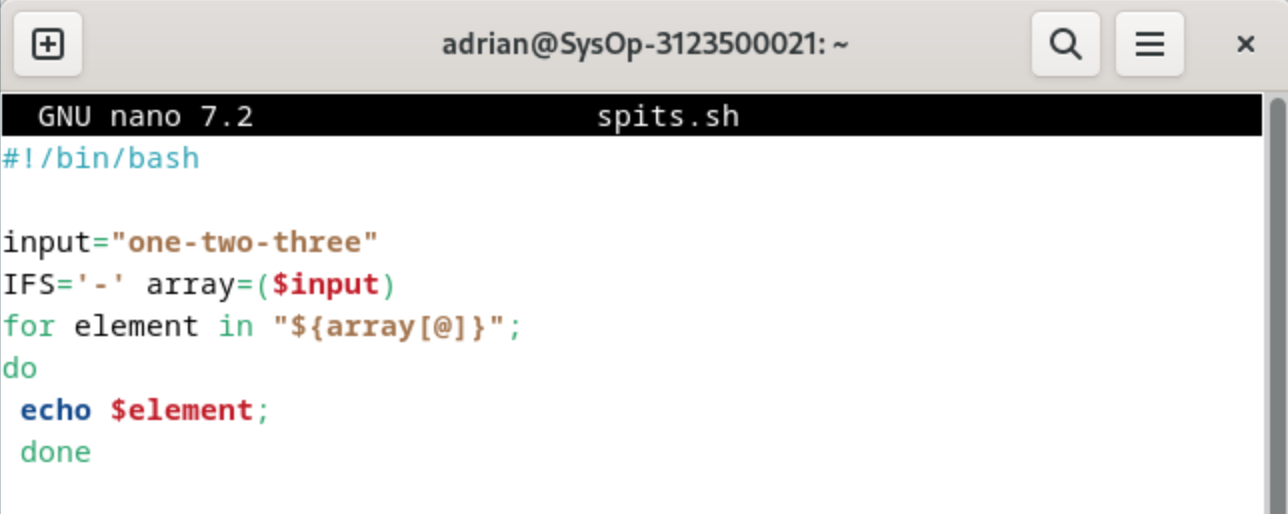 adrian@SysOp-3123500021: ~
GNU nano 7.2 spits.sh
#!/bin/bash
input="one-two-three"
IFS='-' array=($input)
for element in "${array[@]}";
do
echo $element;
done